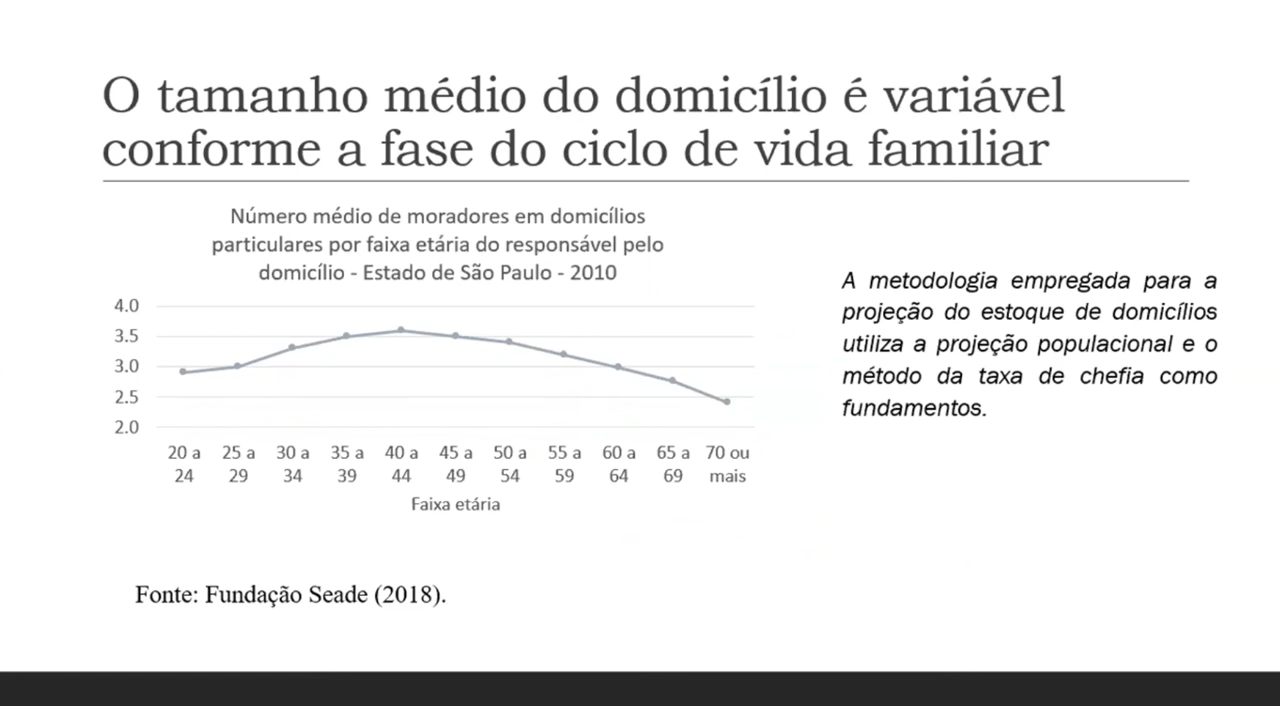 O tamanho médio do domicílio é variável
conforme a fase do ciclo de vida familiar
Número médio de moradores em domicílios
particulares por faixa etária do responsável pelo
domicílio - Estado de São Paulo - 2010
4.0
3.5
3.0
2.5
2.0
20 a 25 a 30 a 35 a 40 a 45 a 50 a 55 a 60 a 65 a 70 ou
24 29 34 39 44 49 54 59 64 69 mais
Faixa etária
A metodologia empregada para a
projeção do estoque de domicílios
utiliza a projeção populacional e o
método da taxa de chefia como
fundamentos.
Fonte: Fundação Seade (2018).